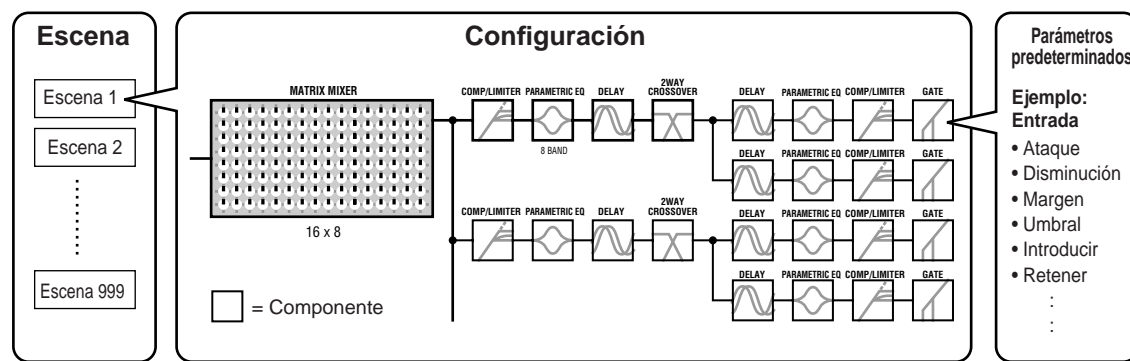 Escena
Escena 1
Escena 2
Escena 999
Configuración
MATRIX MIXER
16 x 8
= Componente
COMP/LIMITER PARAMETRIC EQ DELAY 2WAY CROSSOVER DELAY PARAMETRIC EQ COMP/LIMITER GATE
8 BAND
DELAY PARAMETRIC EQ COMP/LIMITER GATE
COMP/LIMITER PARAMETRIC EQ DELAY 2WAY CROSSOVER DELAY PARAMETRIC EQ COMP/LIMITER GATE
DELAY PARAMETRIC EQ COMP/LIMITER GATE
Parámetros
predeterminados
Ejemplo:
Entrada
• Ataque
• Disminución
• Margen
• Umbral
• Introducir
• Retener
:
: